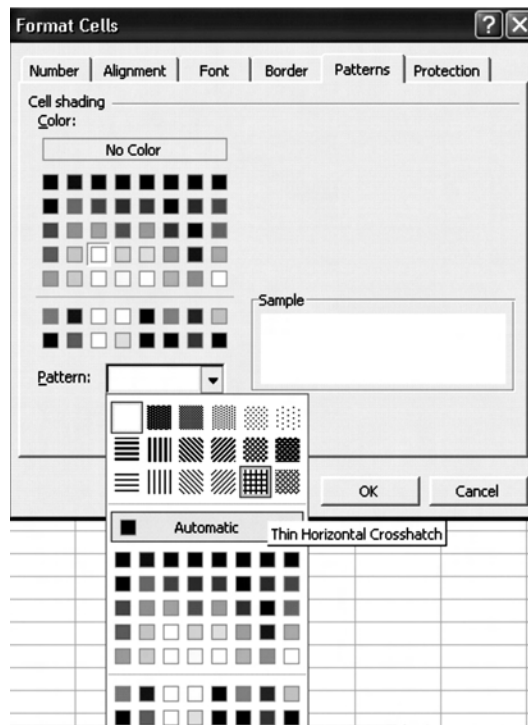 Format Cells
Number Alignment Font Border Patterns Protection
Cell shading
Color:
No Color
Sample
Pattern:
OK Cancel
Automatic
Thin Horizontal Crosshatch